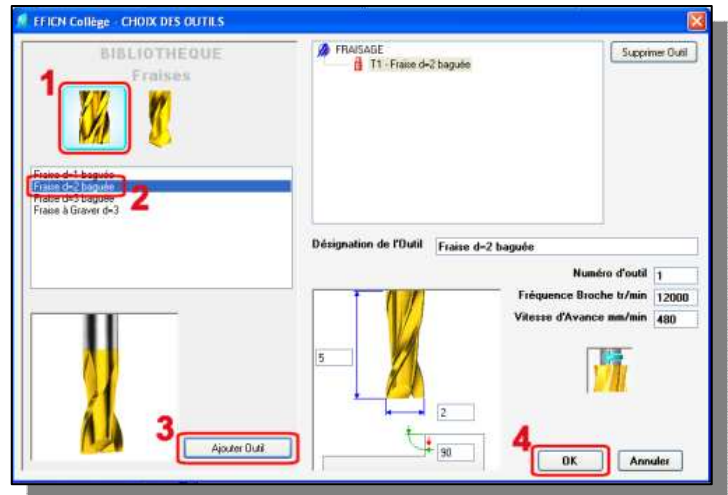 EFICN Collège - CHOIX DES OUTILS
BIBLIOTHEQUE
Fraises
1
Fraise d=1 baguée
Fraise d=2 baguée
2
Fraise d=3 baguée
Fraise à Graver d=3
3
Ajouter Outil
FRAISAGE
T1 - Fraise d=2 baguée
Supprimer Outil
Désignation de l'Outil
Fraise d=2 baguée
Numéro d'outil
1
Fréquence Broche tr/min
12000
Vitesse d'Avance mm/min
480
5
2
90
4
OK
Annuler